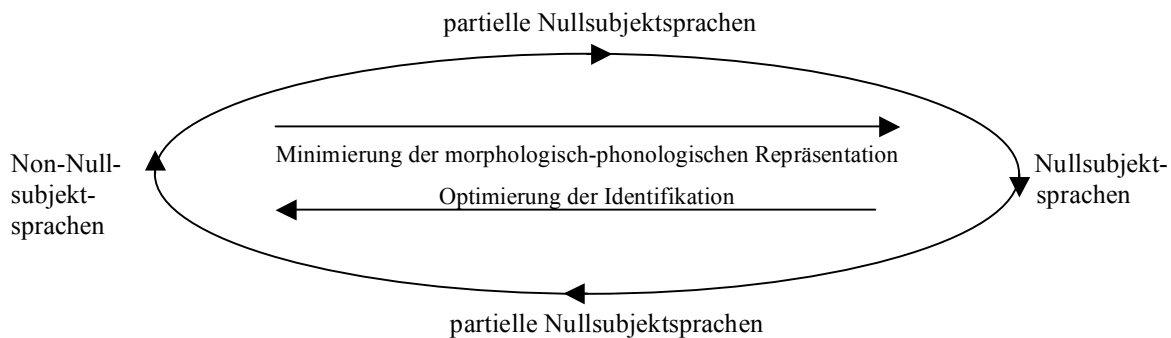 partielle Nullsubjektsprachen
Minimierung der morphologisch-phonologischen Repräsentation
Optimierung der Identifikation
Non-Null-
subjekt-
sprachen
Nullsubjekt-
sprachen
partielle Nullsubjektsprachen